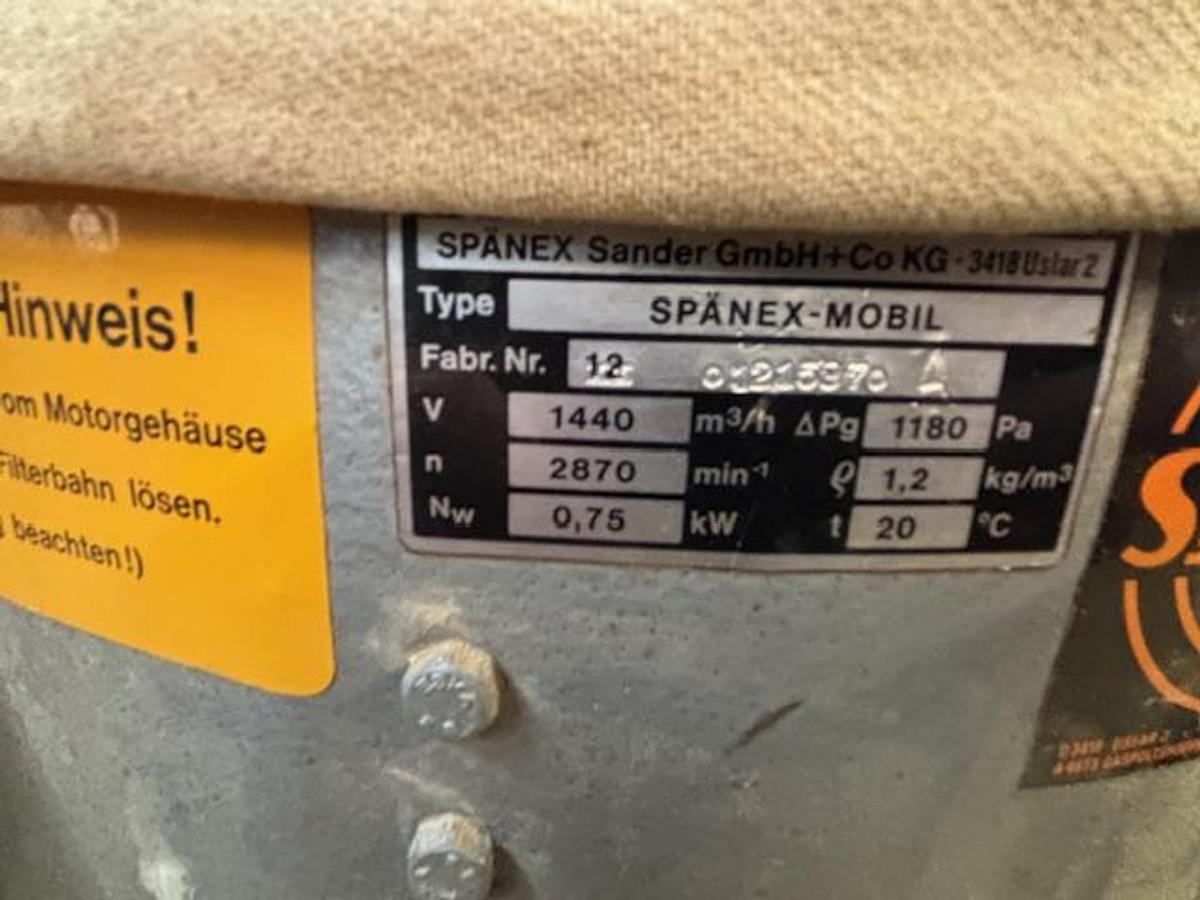 Hinweis!
Motorgehäuse
Filterbahn lösen.
beachten!)
SPÄNEX Sander GmbH+Co KG · 3418 Uslar 2
Type SPÄNEX-MOBIL
Fabr. Nr. 12
V 1440 m³/h ΔPg 1180 Pa
n 2870 min⁻¹ ϱ 1,2 kg/m³
Nw 0,75 kW t 20 °C